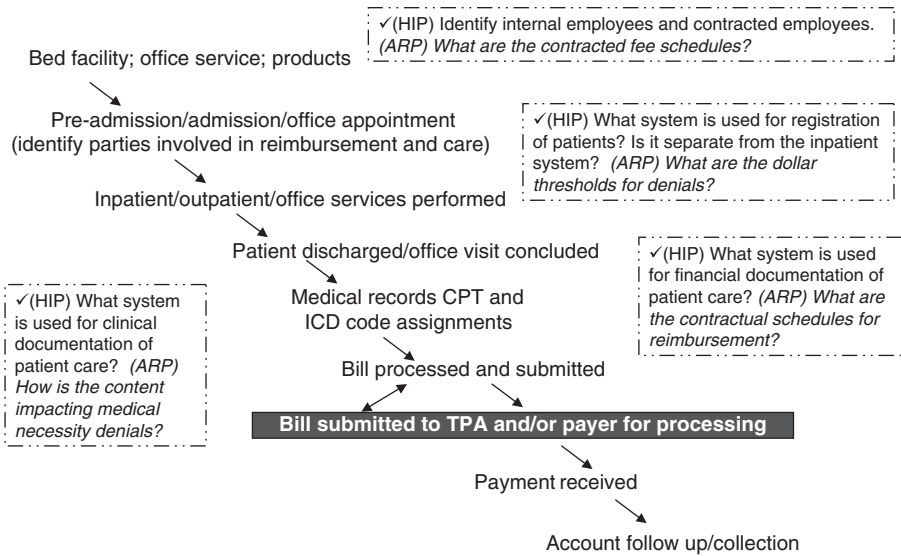 ✓(HIP) Identify internal employees and contracted employees.
(ARP) What are the contracted fee schedules?
Bed facility; office service; products
Pre-admission/admission/office appointment
(identify parties involved in reimbursement and care)
✓(HIP) What system is used for registration
of patients? Is it separate from the inpatient
system? (ARP) What are the dollar
thresholds for denials?
Inpatient/outpatient/office services performed
Patient discharged/office visit concluded
✓(HIP) What system is used
for financial documentation of
patient care? (ARP) What are
the contractual schedules for
reimbursement?
✓(HIP) What system
is used for clinical
documentation of
patient care? (ARP)
How is the content
impacting medical
necessity denials?
Medical records CPT and
ICD code assignments
Bill processed and submitted
Bill submitted to TPA and/or payer for processing
Payment received
Account follow up/collection